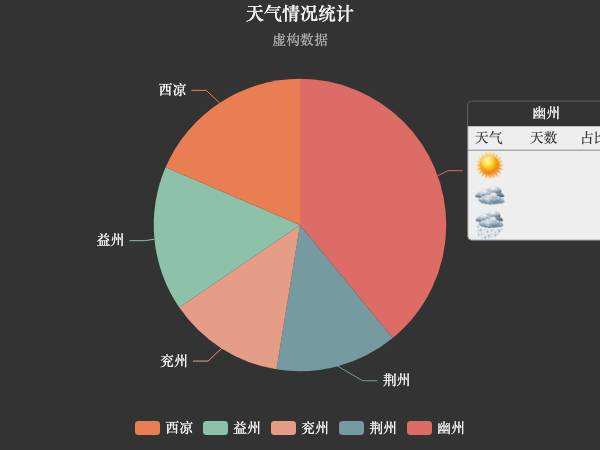 天气情况统计
虚构数据
西凉
幽州
天气 天数 占比
益州
兖州
荆州
西凉 益州 兖州 荆州 幽州